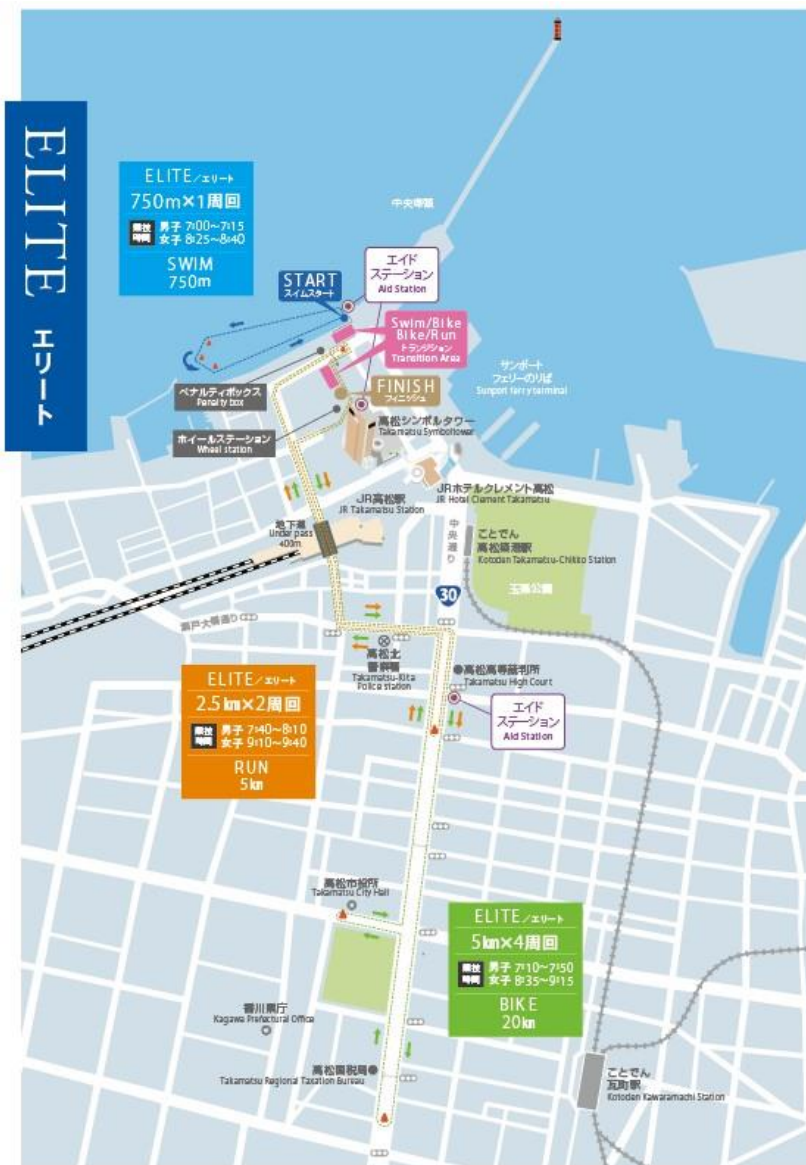 ELITE エリート
ELITE/エリート
750m×1周回
競技時間 男子 7:00~7:15
女子 8:25~8:40
SWIM
750m
中央埠頭
START
スイムスタート
エイド
ステーション
Aid Station
Swim/Bike
Bike/Run
トランジション
Transition Area
サンポート
フェリーのりば
Sunport ferry terminal
ペナルティボックス
Penalty box
FINISH
フィニッシュ
ホイールステーション
Wheel station
高松シンボルタワー
Takamatsu Symboltower
JRホテルクレメント高松
JR Hotel Clement Takamatsu
JR高松駅
JR Takamatsu Station
地下道
Under pass
400m
中央通り
ことでん
高松築港駅
Kotoden Takamatsu-Chikko Station
玉藻公園
30
瀬戸大橋通り
高松北
警察署
Takamatsu-Kita
Police station
高松高等裁判所
Takamatsu High Court
エイド
ステーション
Aid Station
ELITE/エリート
2.5km×2周回
競技時間 男子 7:40~8:10
女子 9:10~9:40
RUN
5km
高松市役所
Takamatsu City Hall
ELITE/エリート
5km×4周回
競技時間 男子 7:10~7:50
女子 8:35~9:15
BIKE
20km
香川県庁
Kagawa Prefectural Office
高松国税局
Takamatsu Regional Taxation Bureau
ことでん
瓦町駅
Kotoden Kawaramachi Station